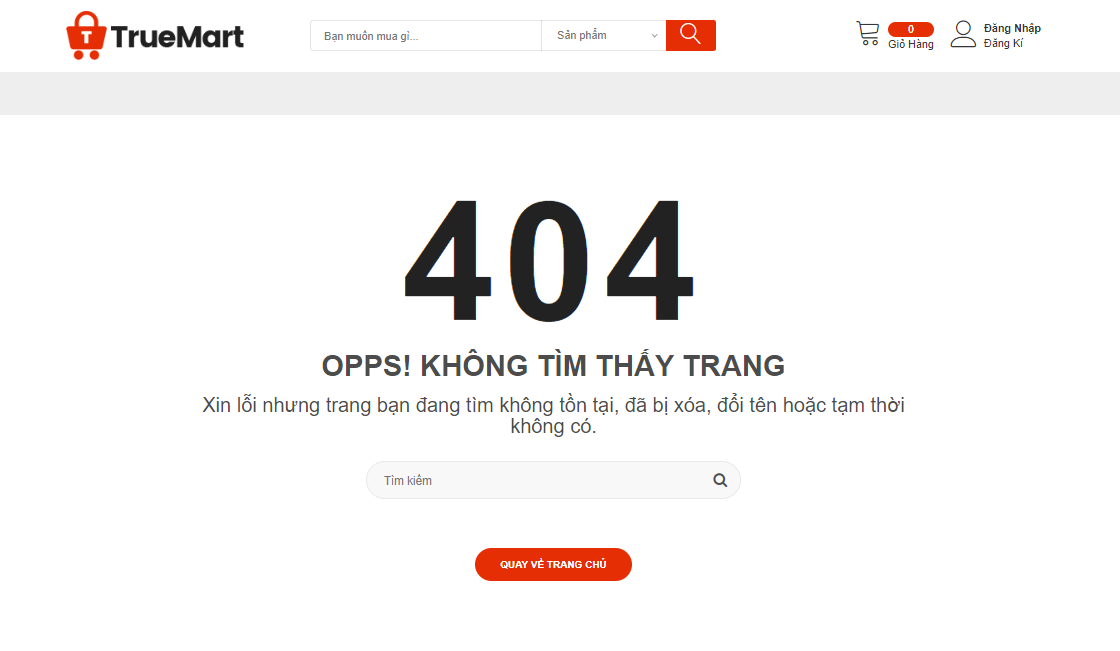 T TrueMart
Bạn muốn mua gì...
Sản phẩm
0
Giỏ Hàng
Đăng Nhập
Đăng Kí
404
OPPS! KHÔNG TÌM THẤY TRANG
Xin lỗi nhưng trang bạn đang tìm không tồn tại, đã bị xóa, đổi tên hoặc tạm thời
không có.
Tìm kiếm
QUAY VỀ TRANG CHỦ